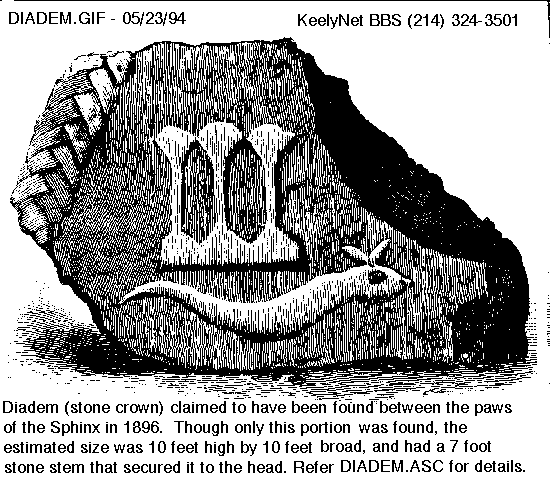 DIADEM.GIF - 05/23/94 KeelyNet BBS (214) 324-3501
Diadem (stone crown) claimed to have been found between the paws
of the Sphinx in 1896. Though only this portion was found, the
estimated size was 10 feet high by 10 feet broad, and had a 7 foot
stone stem that secured it to the head. Refer DIADEM.ASC for details.